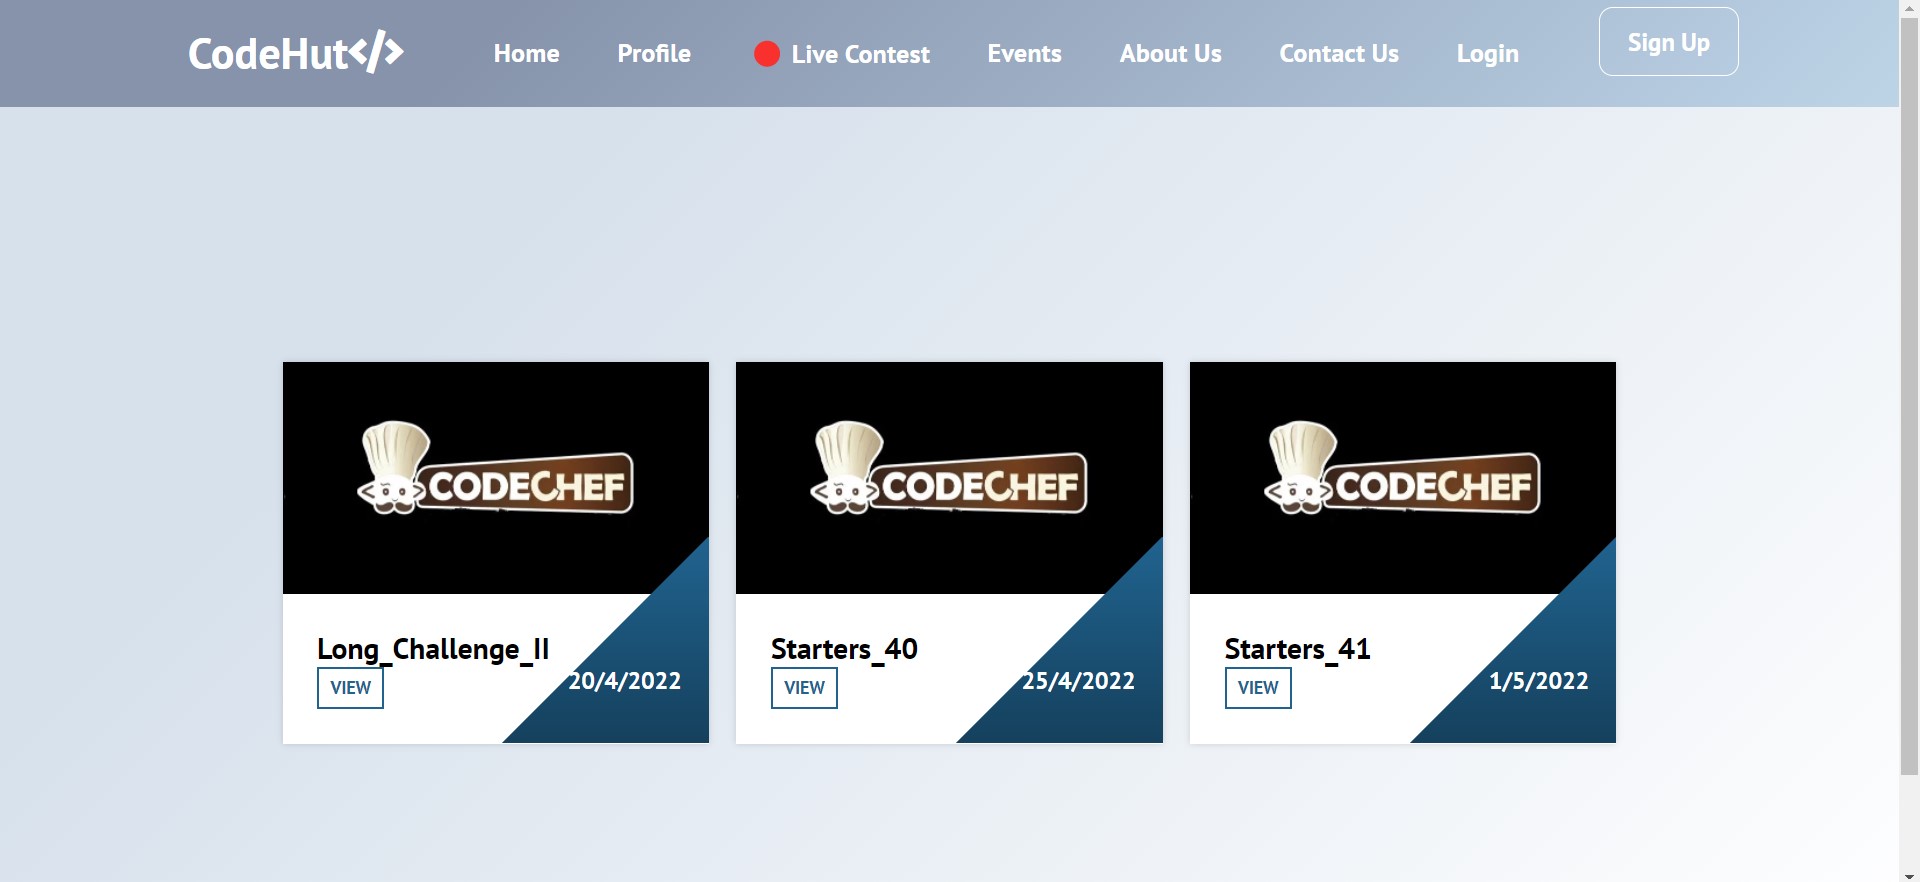 CodeHut</>
Home
Profile
Live Contest
Events
About Us
Contact Us
Login
Sign Up
CODECHEF
CODECHEF
CODECHEF
Long_Challenge_II
VIEW
20/4/2022
Starters_40
VIEW
25/4/2022
Starters_41
VIEW
1/5/2022